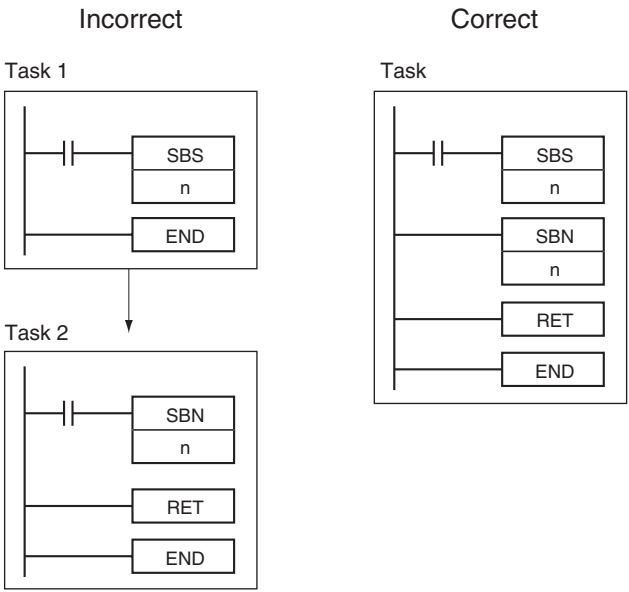 Incorrect
Task 1
SBS
n
END
Task 2
SBN
n
RET
END
Correct
Task
SBS
n
SBN
n
RET
END